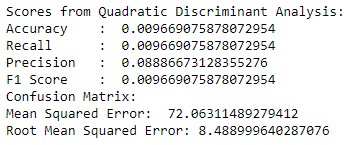 Scores from Quadratic Discriminant Analysis:
Accuracy : 0.009669075878072954
Recall : 0.009669075878072954
Precision : 0.08886673128355276
F1 Score : 0.009669075878072954
Confusion Matrix:
Mean Squared Error: 72.06311489279412
Root Mean Squared Error: 8.488999640287076